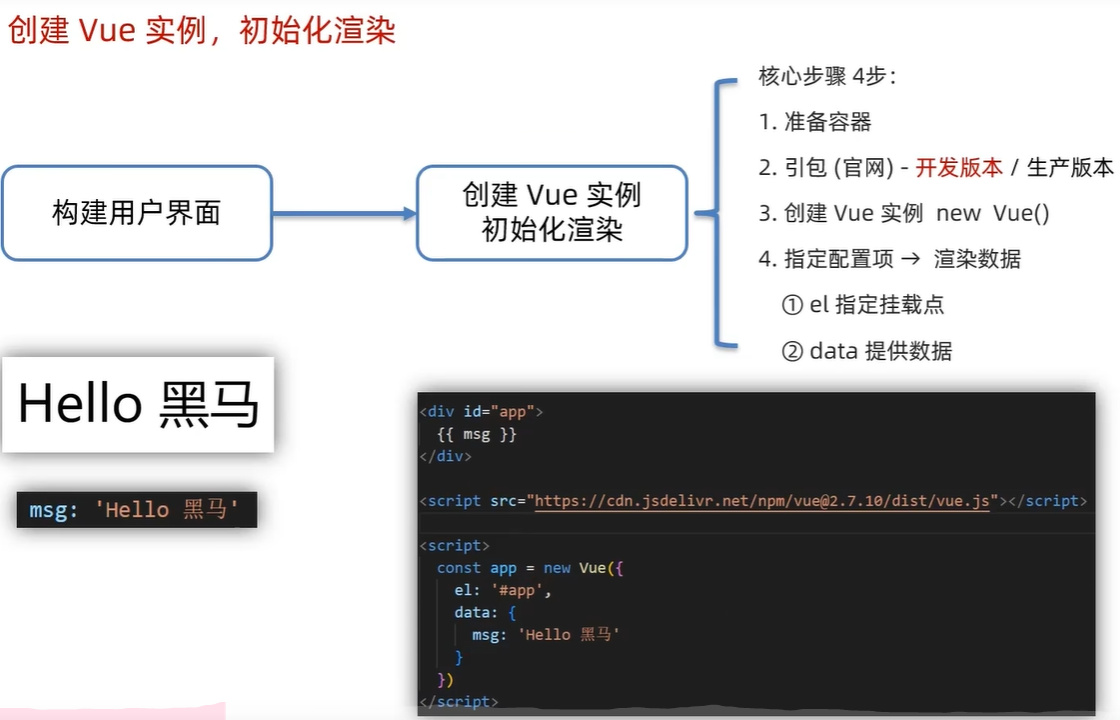 创建 Vue 实例，初始化渲染
构建用户界面
创建 Vue 实例
初始化渲染
核心步骤 4步：
1. 准备容器
2. 引包 (官网) - 开发版本 / 生产版本
3. 创建 Vue 实例  new  Vue()
4. 指定配置项 → 渲染数据
① el 指定挂载点
② data 提供数据
Hello 黑马
msg: 'Hello 黑马'
<div id="app">
  {{ msg }}
</div>
<script src="https://cdn.jsdelivr.net/npm/vue@2.7.10/dist/vue.js"></script>
<script>
  const app = new Vue({
    el: '#app',
    data: {
      msg: 'Hello 黑马'
    }
  })
</script>